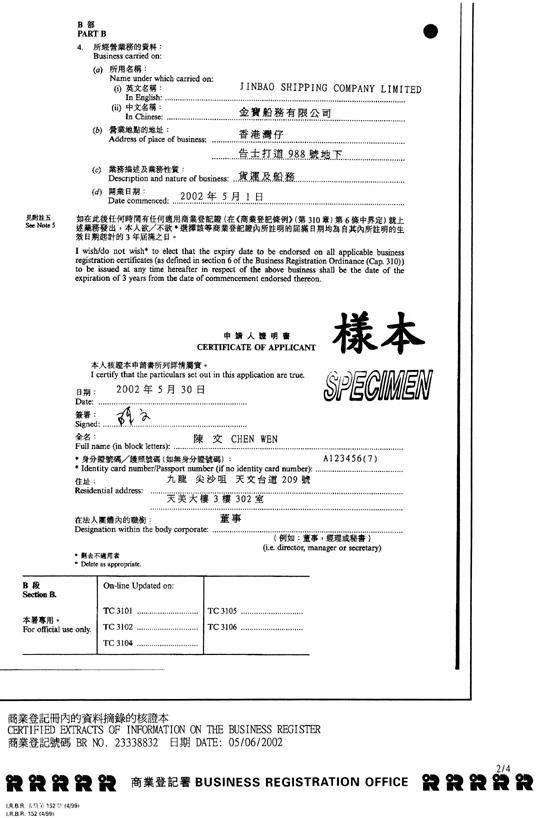 B 部
PART B
4. 所經營業務的資料：
Business carried on:
(a) 所用名稱：
Name under which carried on:
(i) 英文名稱： JINBAO SHIPPING COMPANY LIMITED
In English:
(ii) 中文名稱： 金寶船務有限公司
In Chinese:
(b) 營業地點的地址： 香港灣仔
Address of place of business:
告士打道 988 號地下
(c) 業務描述及業務性質：
Description and nature of business: 貨運及船務
(d) 開業日期： 2002 年 5 月 1 日
Date commenced:
見附註五
See Note 5
如在此後任何時間有任何適用商業登記證 (在《商業登記條例》(第 310 章) 第 6 條中界定) 就上
述業務發出，本人欲／不欲 * 選擇該等商業登記證內所註明的屆滿日期均為自其內所註明的生
效日期起計的 3 年屆滿之日。
I wish/do not wish* to elect that the expiry date to be endorsed on all applicable business
registration certificates (as defined in section 6 of the Business Registration Ordinance (Cap. 310))
to be issued at any time hereafter in respect of the above business shall be the date of the
expiration of 3 years from the date of commencement endorsed thereon.
申請人證明書
CERTIFICATE OF APPLICANT
樣本
SPECIMEN
本人核證本申請書所列詳情屬實。
I certify that the particulars set out in this application are true.
日期： 2002 年 5 月 30 日
Date:
簽署：
Signed:
全名： 陳 文 CHEN WEN
Full name (in block letters):
* 身分證號碼／護照號碼 (如無身分證號碼)： A123456(7)
* Identity card number/Passport number (if no identity card number):
住址： 九龍 尖沙咀 天文台道 209 號
Residential address:
天美大樓 3 樓 302 室
在法人團體內的職銜： 董事
Designation within the body corporate:
(例如：董事，經理或秘書)
(i.e. director, manager or secretary)
* 刪去不適用者
* Delete as appropriate.
B 段
Section B.
On-line Updated on:
本署專用。
For official use only.
TC 3101 TC 3105
TC 3102 TC 3106
TC 3104
商業登記冊內的資料摘錄的核證本
CERTIFIED EXTRACTS OF INFORMATION ON THE BUSINESS REGISTER
商業登記號碼 BR NO. 23338832 日期 DATE: 05/06/2002
2/4
商業登記署 BUSINESS REGISTRATION OFFICE
I.R.B.R. 152 (4/99)
I.R.B.R. 152 (4/99)